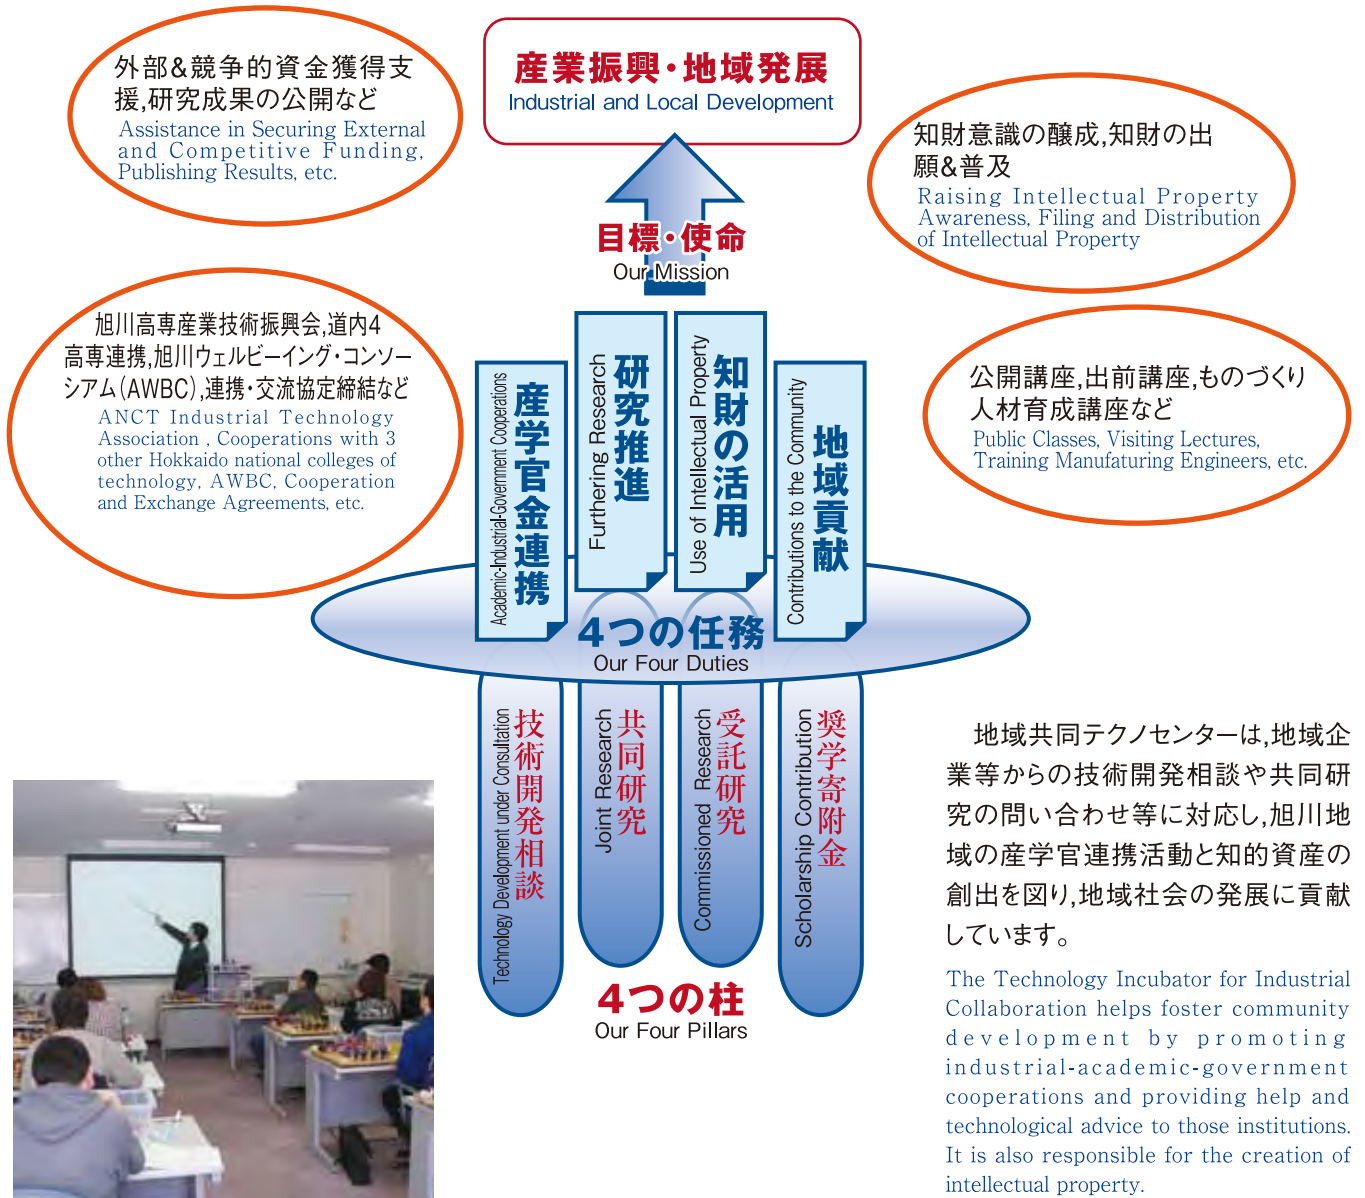 外部&競争的資金獲得支
援,研究成果の公開など
Assistance in Securing External
and Competitive Funding,
Publishing Results, etc.
産業振興・地域発展
Industrial and Local Development
知財意識の醸成,知財の出
願&普及
Raising Intellectual Property
Awareness, Filing and Distribution
of Intellectual Property
目標・使命
Our Mission
旭川高専産業技術振興会,道内4
高専連携,旭川ウェルビーイング・コンソー
シアム(AWBC),連携・交流協定締結など
ANCT Industrial Technology
Association , Cooperations with 3
other Hokkaido national colleges of
technology, AWBC, Cooperation
and Exchange Agreements, etc.
公開講座,出前講座,ものづくり
人材育成講座など
Public Classes, Visiting Lectures,
Training Manufaturing Engineers, etc.
産学官金連携
Academic-Industrial-Government Cooperations
研究推進
Furthering Research
知財の活用
Use of Intellectual Property
地域貢献
Contributions to the Community
4つの任務
Our Four Duties
技術開発相談
Technology Development under Consultation
共同研究
Joint Research
受託研究
Commissioned Research
奨学寄附金
Scholarship Contribution
4つの柱
Our Four Pillars
地域共同テクノセンターは,地域企
業等からの技術開発相談や共同研
究の問い合わせ等に対応し,旭川地
域の産学官連携活動と知的資産の
創出を図り,地域社会の発展に貢献
しています。
The Technology Incubator for Industrial
Collaboration helps foster community
development by promoting
industrial-academic-government
cooperations and providing help and
technological advice to those institutions.
It is also responsible for the creation of
intellectual property.